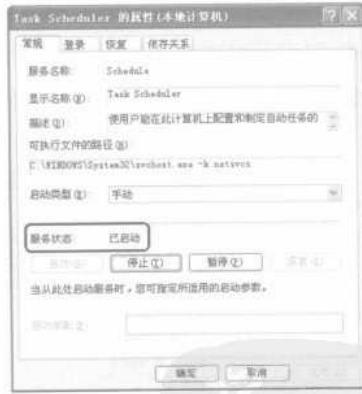 Task Scheduler 的属性(本地计算机)
常规 登录 恢复 依存关系
服务名称: Schedule
显示名称(N): Task Scheduler
描述(D): 使用户能在此计算机上配置和制定自动任务的
可执行文件的路径(H)
C:\WINDOWS\System32\svchost.exe -k netsvcs
启动类型(E): 手动
服务状态: 已启动
停止(T) 暂停(P)
当从此处启动服务时，您可指定所适用的启动参数。
确定 取消